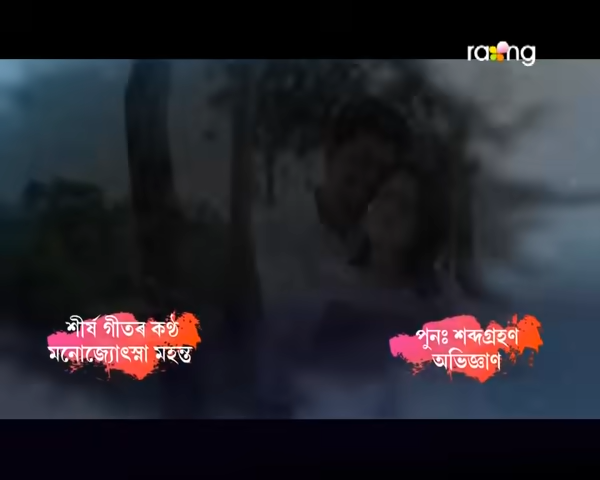 rang
শীৰ্ষ গীতৰ কণ্ঠ
মনোজ্যোৎস্না মহন্ত
পুনঃ শব্দগ্ৰহণ
অভিজ্ঞাণ